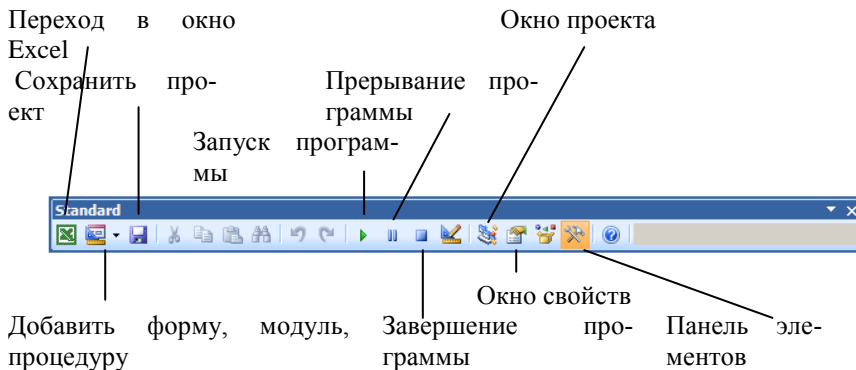 Переход в окно
Excel
Окно проекта
Сохранить про-
ект
Прерывание про-
граммы
Запуск програм-
мы
Standard
Окно свойств
Добавить форму, модуль,
процедуру
Завершение про-
граммы
Панель эле-
ментов